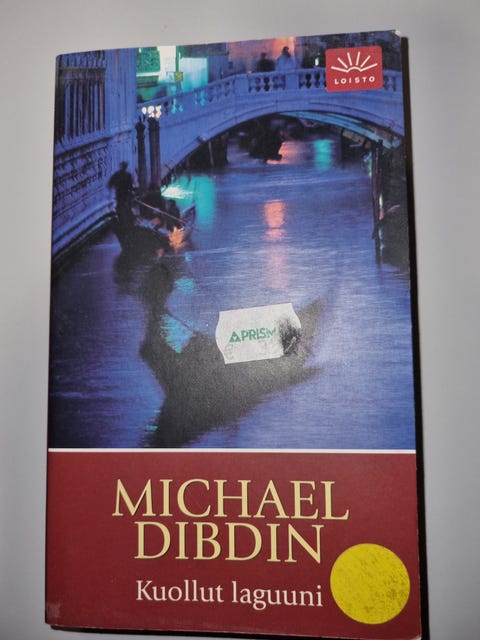 LOISTO
PRISM
MICHAEL
DIBDIN
Kuollut laguuni